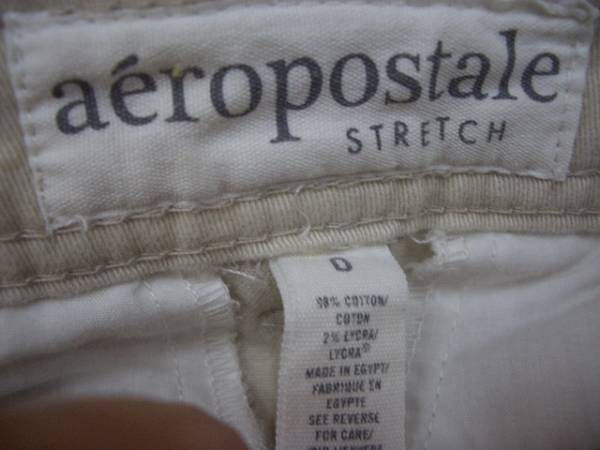 aéropostale
STRETCH
0
98% COTTON/
COTON
2% LYCRA/
LYCRA®
MADE IN EGYPT/
FABRIQUE EN
EGYPTE
SEE REVERSE
FOR CARE/